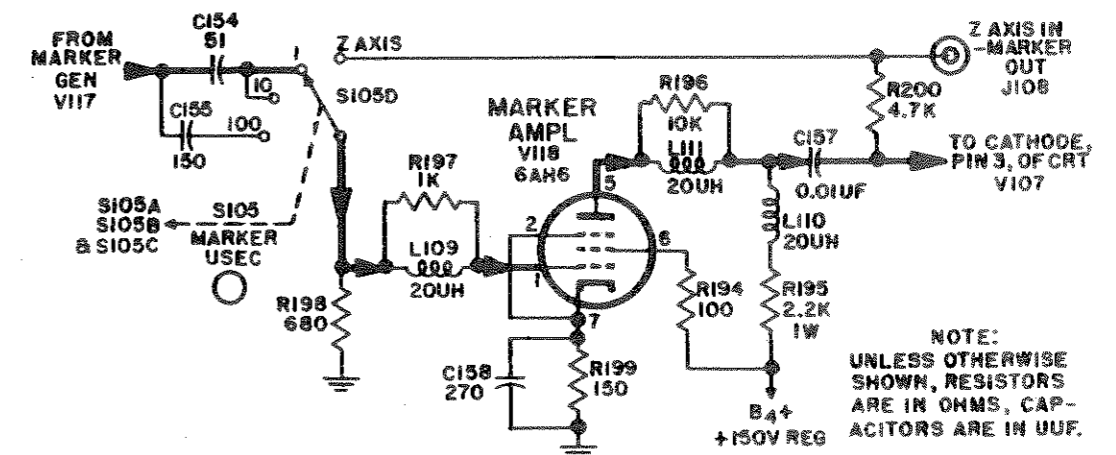 C154
51
FROM
MARKER
GEN
V117
1
10
100
C155
150
Z AXIS
S105D
Z AXIS IN
-MARKER
OUT
J108
R200
4.7K
R196
10K
L111
20UH
MARKER
AMPL
V118
6AH6
5
C157
0.01UF
TO CATHODE,
PIN 3, OF CRT
V107
R197
1K
L109
20UH
S105A
S105B
& S105C
S105
MARKER
USEC
2
1
6
7
L110
20UH
R198
680
R194
100
R195
2.2K
1W
C158
270
R199
150
B4+
+150V REG
NOTE:
UNLESS OTHERWISE
SHOWN, RESISTORS
ARE IN OHMS, CAP-
ACITORS ARE IN UUF.